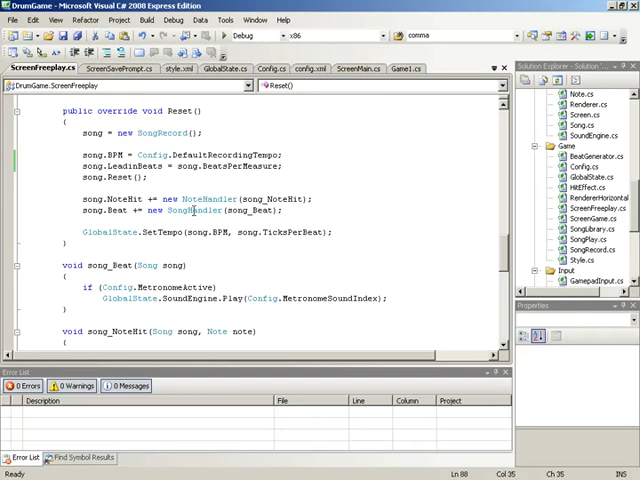 DrumGame - Microsoft Visual C# 2008 Express Edition
File Edit View Refactor Project Build Debug Data Tools Window Help
Debug x86 comma
ScreenFreeplay.cs ScreenSavePrompt.cs style.xml GlobalState.cs Config.cs config.xml ScreenMain.cs Game1.cs
DrumGame.ScreenFreeplay Reset()
public override void Reset()
{
song = new SongRecord();
song.BPM = Config.DefaultRecordingTempo;
song.LeadinBeats = song.BeatsPerMeasure;
song.Reset();
song.NoteHit += new NoteHandler(song_NoteHit);
song.Beat += new SongHandler(song_Beat);
GlobalState.SetTempo(song.BPM, song.TicksPerBeat);
}
void song_Beat(Song song)
{
if (Config.MetronomeActive)
GlobalState.SoundEngine.Play(Config.MetronomeSoundIndex);
}
void song_NoteHit(Song song, Note note)
{
Solution Explorer - Solution
Note.cs
Renderer.cs
Screen.cs
Song.cs
SoundEngine.cs
Game
BeatGenerator.cs
Config.cs
GlobalState.cs
RendererHorizontal
ScreenFreeplay.cs
ScreenGame.cs
SongLibrary.cs
SongPlay.cs
SongRecord.cs
Style.cs
Input
GamepadInput.cs
Properties
Error List
0 Errors 0 Warnings 0 Messages
Description File Line Column Project
Error List Find Symbol Results
Ready Ln 88 Col 35 Ch 35 INS